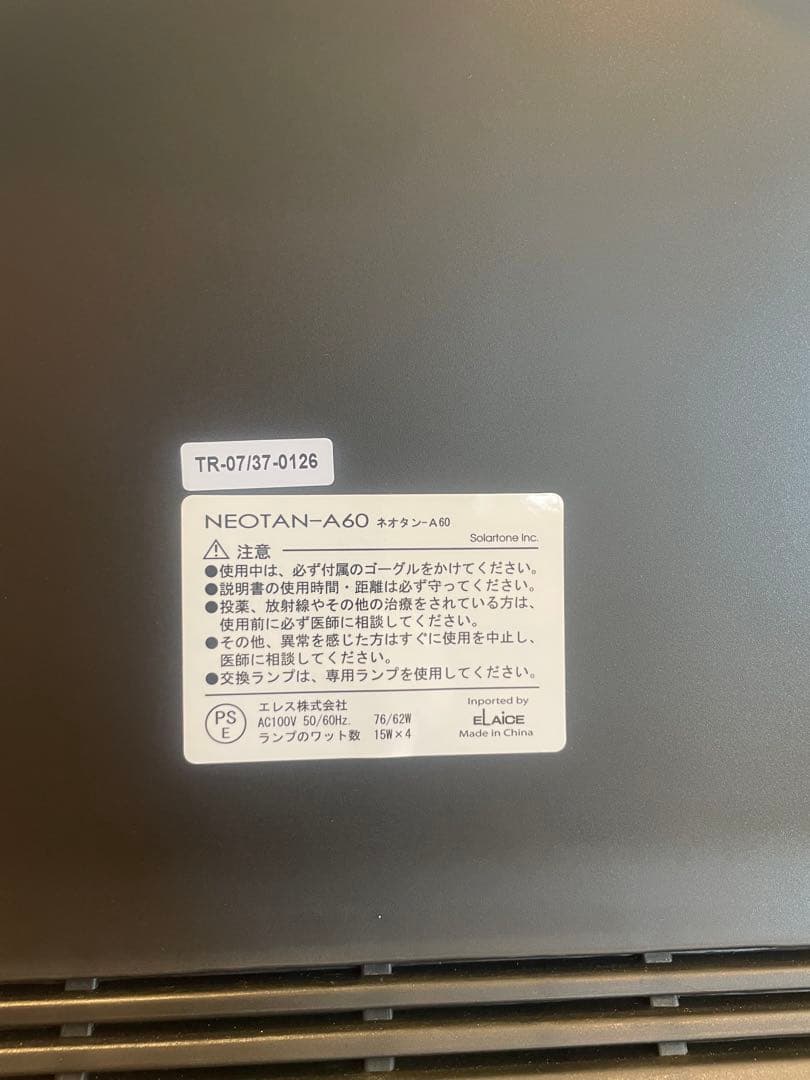 TR-07/37-0126
NEOTAN-A60 ネオタン-A60
Solartone Inc.
注意
●使用中は、必ず付属のゴーグルをかけてください。
●説明書の使用時間・距離は必ず守ってください。
●投薬、放射線やその他の治療をされている方は、
使用前に必ず医師に相談してください。
●その他、異常を感じた方はすぐに使用を中止し、
医師に相談してください。
●交換ランプは、専用ランプを使用してください。
PS
E
エレス株式会社
AC100V 50/60Hz. 76/62W
ランプのワット数 15W×4
Inported by
ELAiCE
Made in China